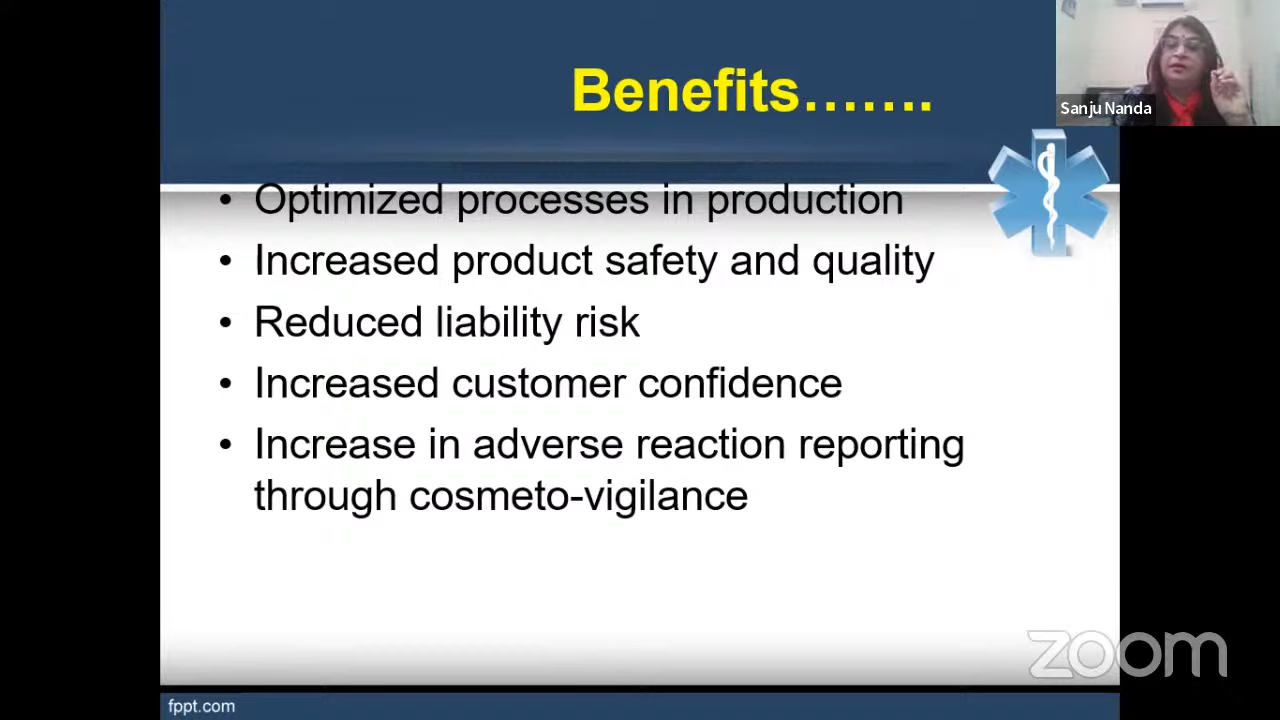 Benefits…….
Sanju Nanda
• Optimized processes in production
• Increased product safety and quality
• Reduced liability risk
• Increased customer confidence
• Increase in adverse reaction reporting
through cosmeto-vigilance
zoom
fppt.com